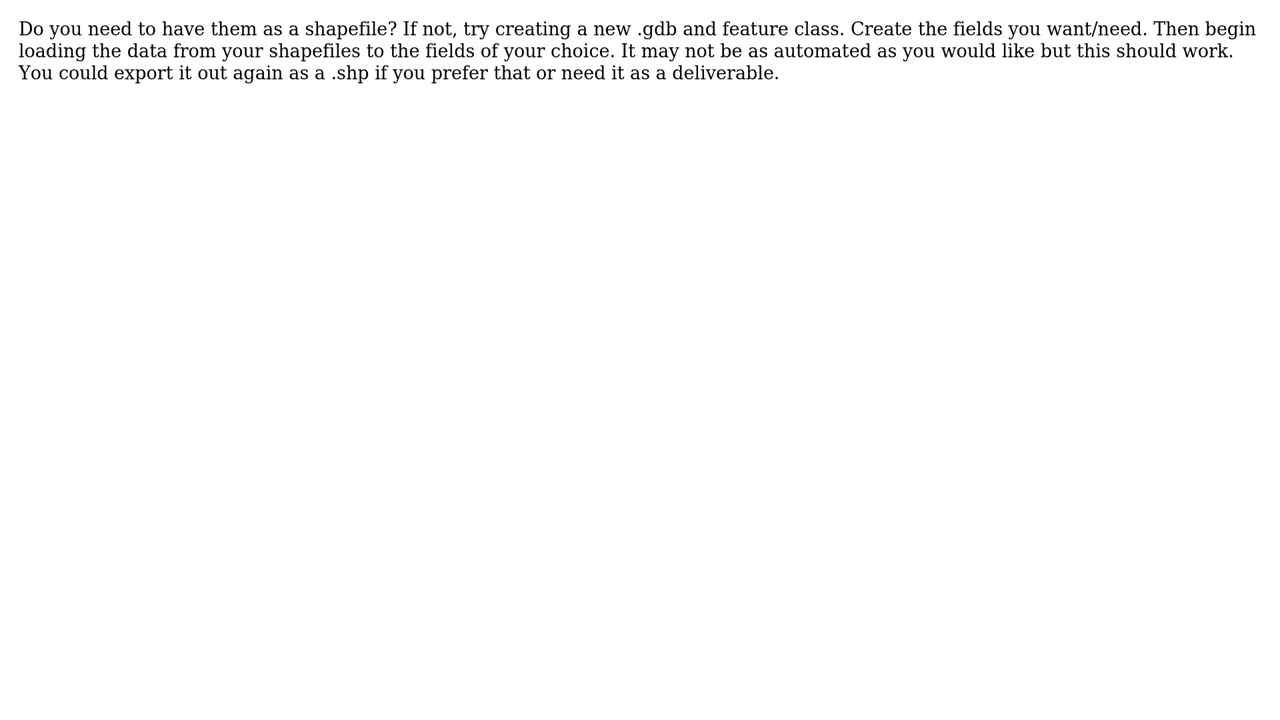 Do you need to have them as a shapefile? If not, try creating a new .gdb and feature class. Create the fields you want/need. Then begin
loading the data from your shapefiles to the fields of your choice. It may not be as automated as you would like but this should work.
You could export it out again as a .shp if you prefer that or need it as a deliverable.